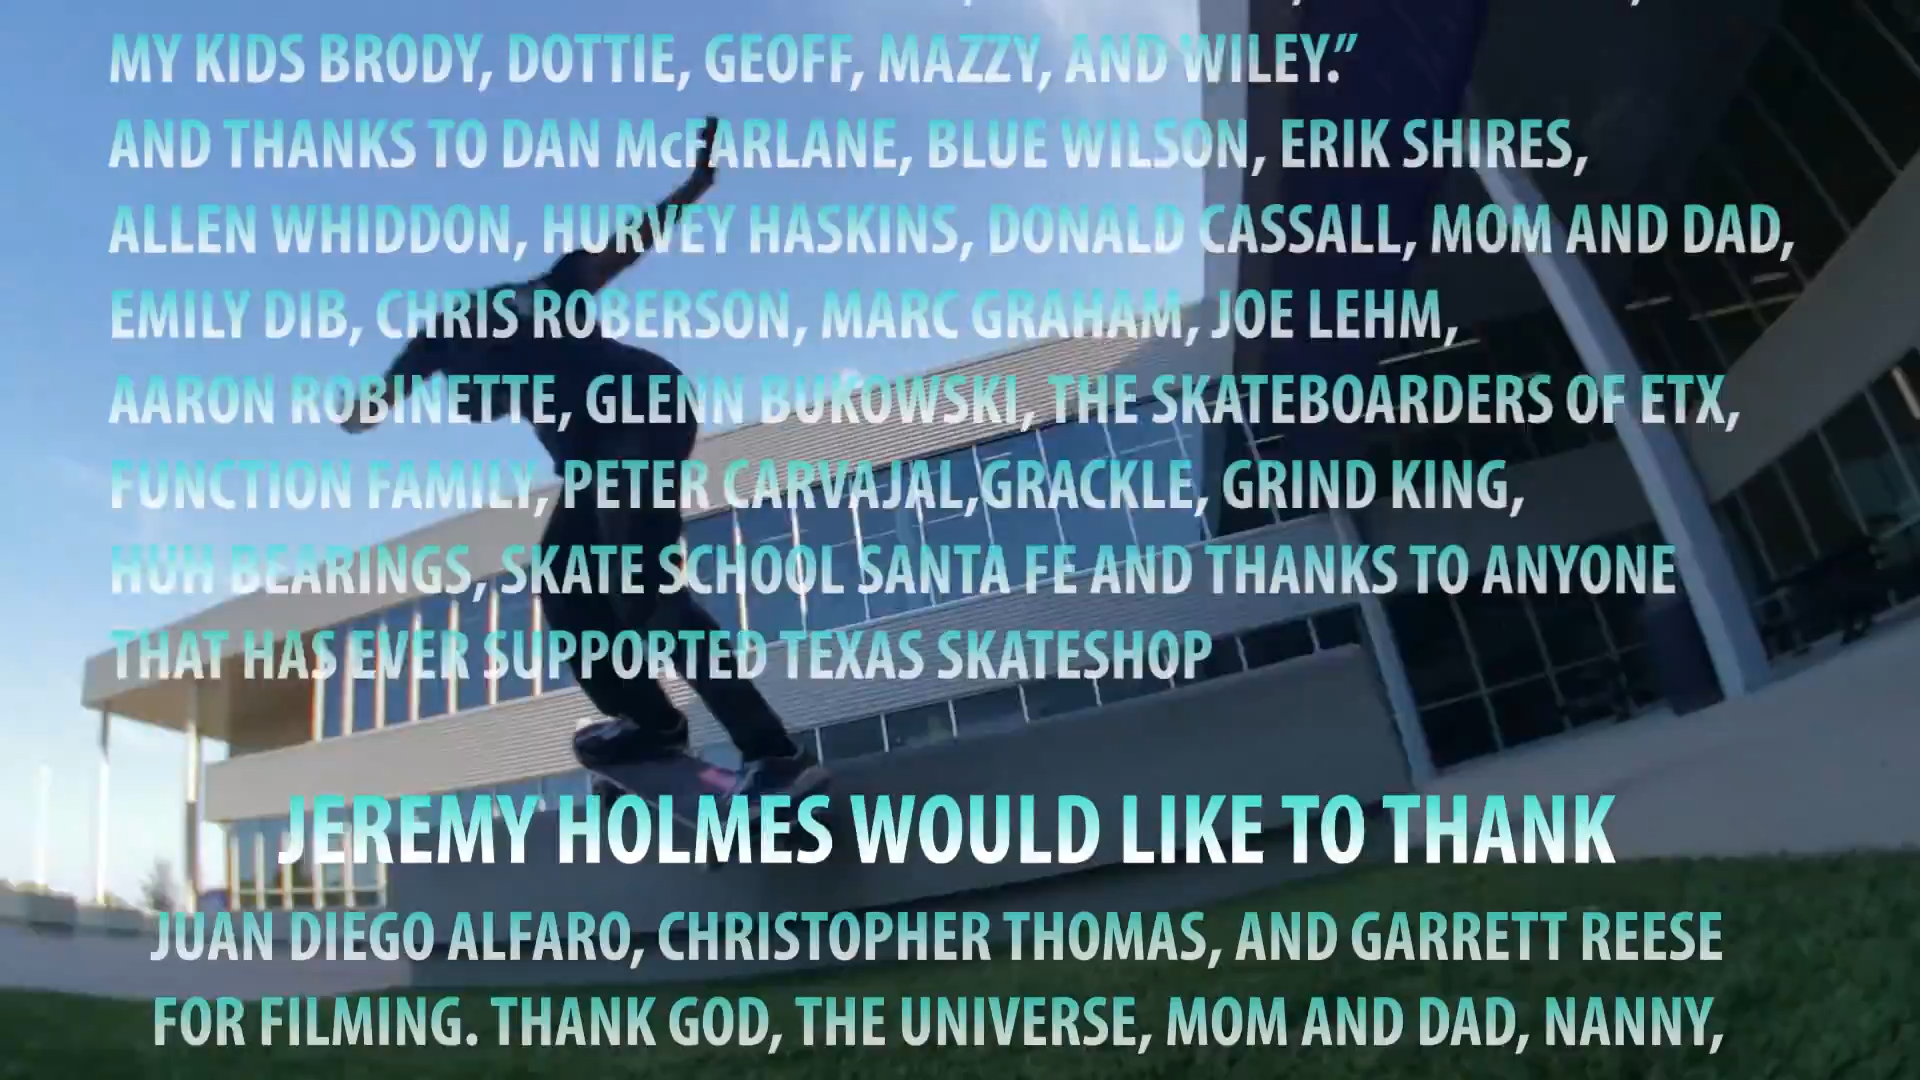 MY KIDS BRODY, DOTTIE, GEOFF, MAZZY, AND WILEY."
AND THANKS TO DAN McFARLANE, BLUE WILSON, ERIK SHIRES,
ALLEN WHIDDON, HURVEY HASKINS, DONALD CASSALL, MOM AND DAD,
EMILY DIB, CHRIS ROBERSON, MARC GRAHAM, JOE LEHM,
AARON ROBINETTE, GLENN BUKOWSKI, THE SKATEBOARDERS OF ETX,
FUNCTION FAMILY, PETER CARVAJAL,GRACKLE, GRIND KING,
HUH BEARINGS, SKATE SCHOOL SANTA FE AND THANKS TO ANYONE
THAT HAS EVER SUPPORTED TEXAS SKATESHOP
JEREMY HOLMES WOULD LIKE TO THANK
JUAN DIEGO ALFARO, CHRISTOPHER THOMAS, AND GARRETT REESE
FOR FILMING. THANK GOD, THE UNIVERSE, MOM AND DAD, NANNY,